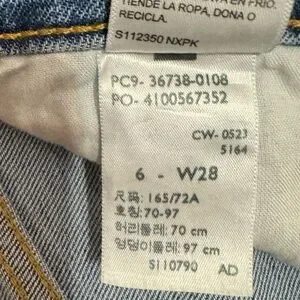 TIENDE LA ROPA, DONA O
RECICLA.
S112350 NXPK
PC9- 36738-0108
PO- 4100567352
CW- 0523
5164
6 - W28
尺码: 165/72A
호칭: 70-97
허리둘레: 70 cm
엉덩이둘레: 97 cm
S110790 AD